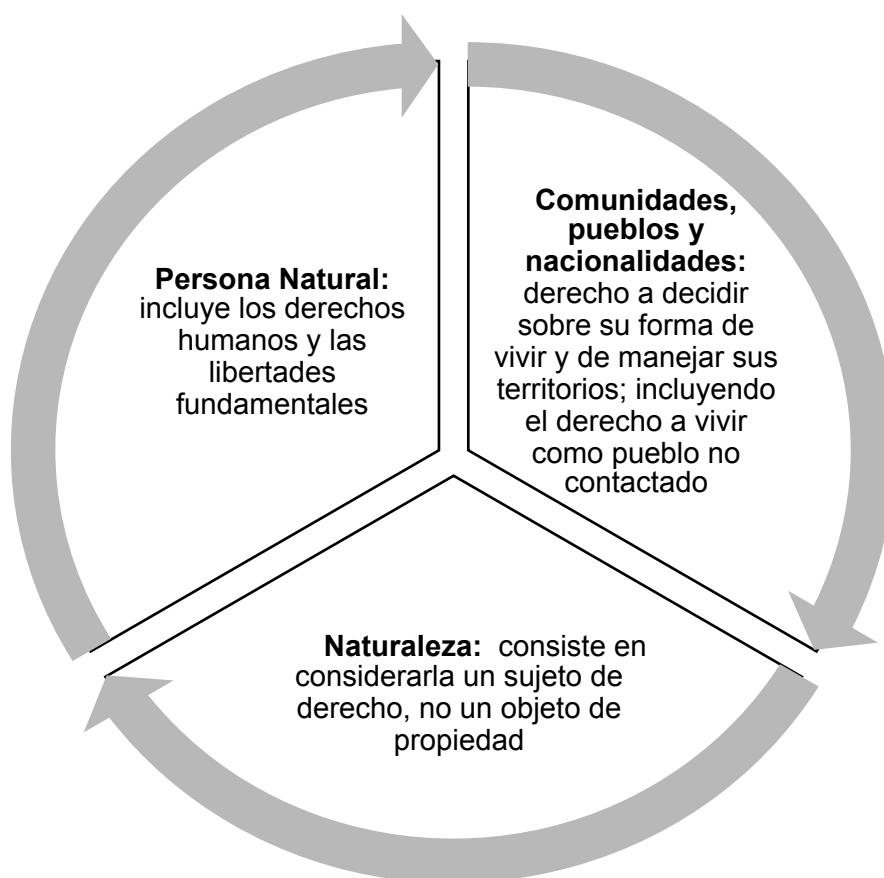 Persona Natural:
incluye los derechos
humanos y las
libertades
fundamentales
Comunidades,
pueblos y
nacionalidades:
derecho a decidir
sobre su forma de
vivir y de manejar sus
territorios; incluyendo
el derecho a vivir
como pueblo no
contactado
Naturaleza: consiste en
considerarla un sujeto de
derecho, no un objeto de
propiedad